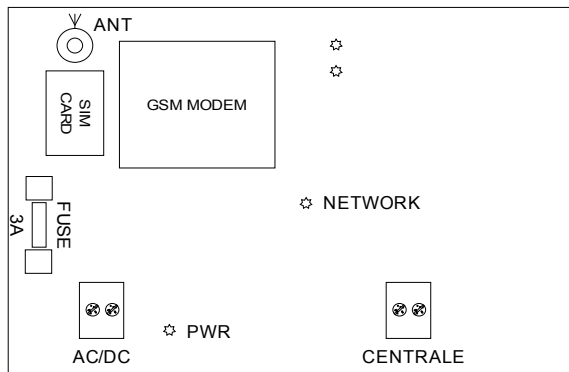 ANT
SIM
CARD
GSM MODEM
NETWORK
FUSE
3A
PWR
AC/DC
CENTRALE